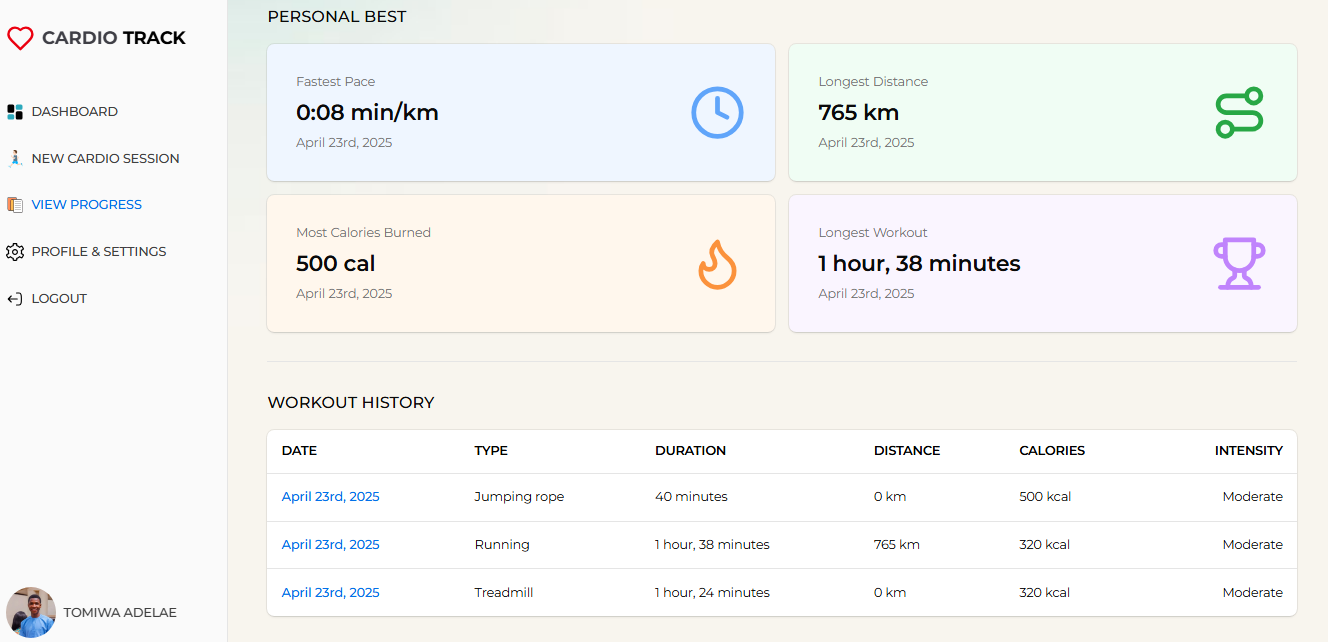 CARDIO TRACK
DASHBOARD
NEW CARDIO SESSION
VIEW PROGRESS
PROFILE & SETTINGS
LOGOUT
TOMIWA ADELAE
PERSONAL BEST
Fastest Pace
0:08 min/km
April 23rd, 2025
Longest Distance
765 km
April 23rd, 2025
Most Calories Burned
500 cal
April 23rd, 2025
Longest Workout
1 hour, 38 minutes
April 23rd, 2025
WORKOUT HISTORY
DATE TYPE DURATION DISTANCE CALORIES INTENSITY
April 23rd, 2025 Jumping rope 40 minutes 0 km 500 kcal Moderate
April 23rd, 2025 Running 1 hour, 38 minutes 765 km 320 kcal Moderate
April 23rd, 2025 Treadmill 1 hour, 24 minutes 0 km 320 kcal Moderate